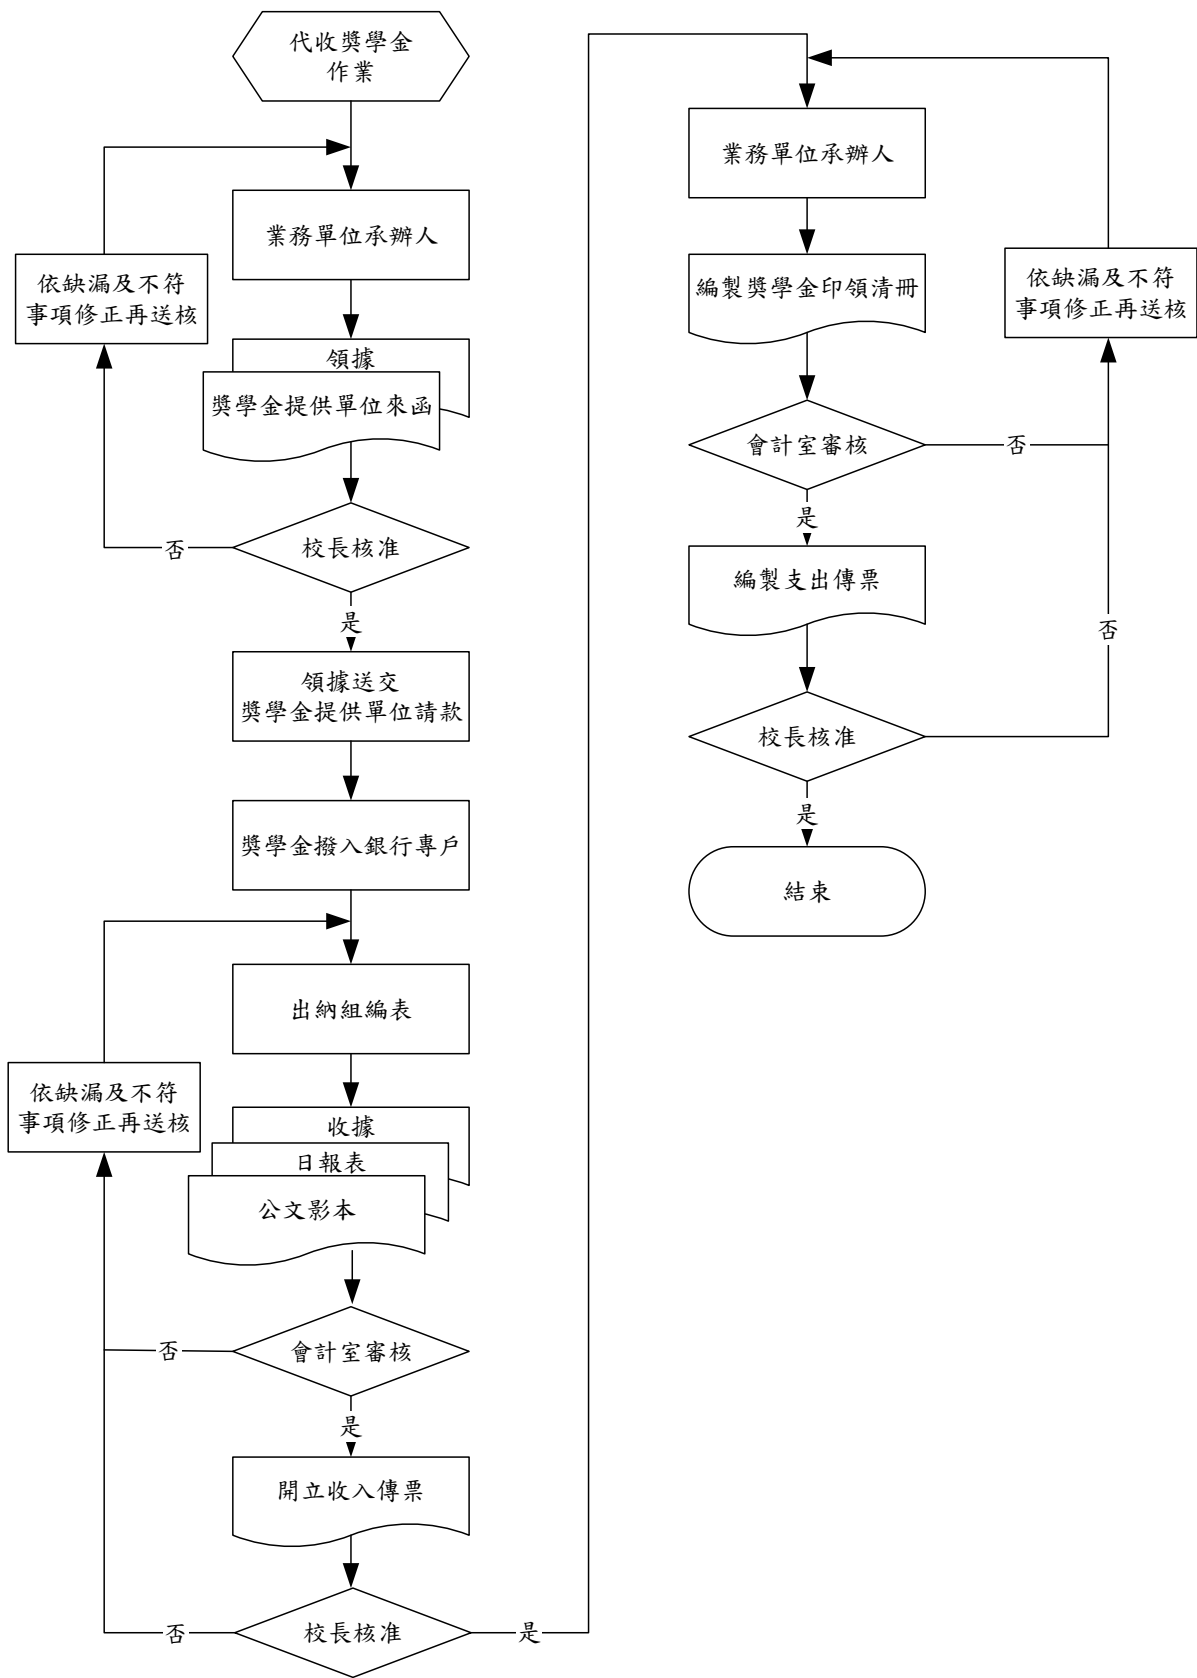 代收獎學金
作業
業務單位承辦人
依缺漏及不符
事項修正再送核
領據
獎學金提供單位來函
否
校長核准
是
領據送交
獎學金提供單位請款
獎學金撥入銀行專戶
出納組編表
依缺漏及不符
事項修正再送核
收據
日報表
公文影本
否
會計室審核
是
開立收入傳票
否
校長核准
是
業務單位承辦人
編製獎學金印領清冊
依缺漏及不符
事項修正再送核
會計室審核
否
是
編製支出傳票
否
校長核准
是
結束